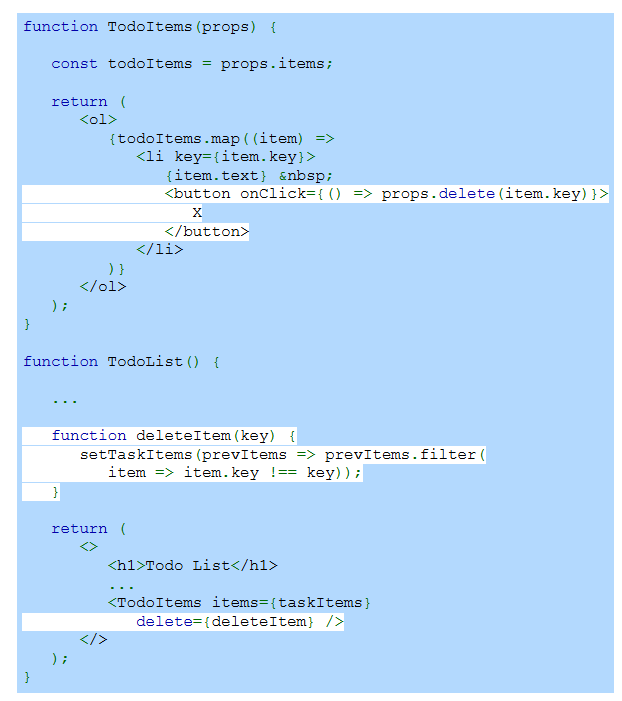 function TodoItems(props) {
const todoItems = props.items;
return (
<ol>
{todoItems.map((item) =>
<li key={item.key}>
{item.text} &nbsp;
<button onClick={() => props.delete(item.key)}>
X
</button>
</li>
)}
</ol>
);
}
function TodoList() {
...
function deleteItem(key) {
setTaskItems(prevItems => prevItems.filter(
item => item.key !== key));
}
return (
<>
<h1>Todo List</h1>
...
<TodoItems items={taskItems}
delete={deleteItem} />
</>
);
}